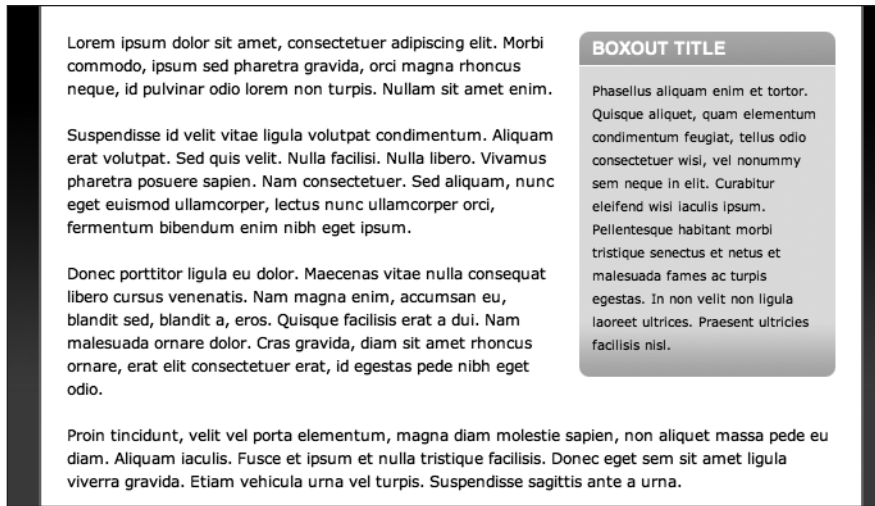 Lorem ipsum dolor sit amet, consectetuer adipiscing elit. Morbi
commodo, ipsum sed pharetra gravida, orci magna rhoncus
neque, id pulvinar odio lorem non turpis. Nullam sit amet enim.
Suspendisse id velit vitae ligula volutpat condimentum. Aliquam
erat volutpat. Sed quis velit. Nulla facilisi. Nulla libero. Vivamus
pharetra posuere sapien. Nam consectetuer. Sed aliquam, nunc
eget euismod ullamcorper, lectus nunc ullamcorper orci,
fermentum bibendum enim nibh eget ipsum.
Donec porttitor ligula eu dolor. Maecenas vitae nulla consequat
libero cursus venenatis. Nam magna enim, accumsan eu,
blandit sed, blandit a, eros. Quisque facilisis erat a dui. Nam
malesuada ornare dolor. Cras gravida, diam sit amet rhoncus
ornare, erat elit consectetuer erat, id egestas pede nibh eget
odio.
Proin tincidunt, velit vel porta elementum, magna diam molestie sapien, non aliquet massa pede eu
diam. Aliquam iaculis. Fusce et ipsum et nulla tristique facilisis. Donec eget sem sit amet ligula
viverra gravida. Etiam vehicula urna vel turpis. Suspendisse sagittis ante a urna.
BOXOUT TITLE
Phasellus aliquam enim et tortor.
Quisque aliquet, quam elementum
condimentum feugiat, tellus odio
consectetuer wisi, vel nonummy
sem neque in elit. Curabitur
eleifend wisi iaculis ipsum.
Pellentesque habitant morbi
tristique senectus et netus et
malesuada fames ac turpis
egestas. In non velit non ligula
laoreet ultrices. Praesent ultricies
facilisis nisl.